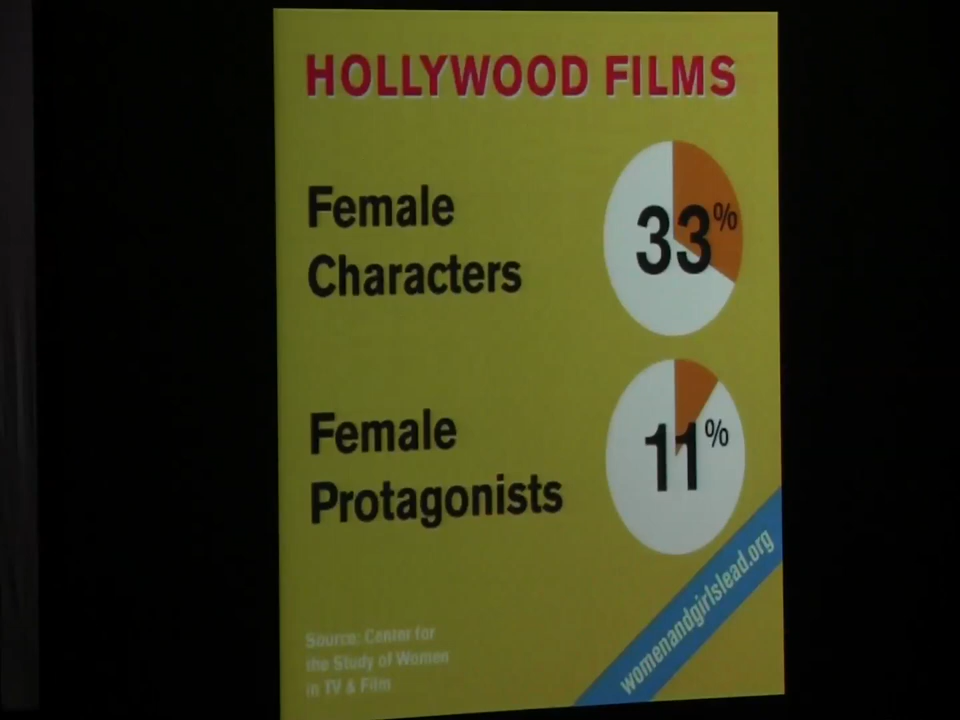 HOLLYWOOD FILMS
Female
Characters
33%
Female
Protagonists
11%
womenandgirlslead.org
Source: Center for
the Study of Women
in TV & Film